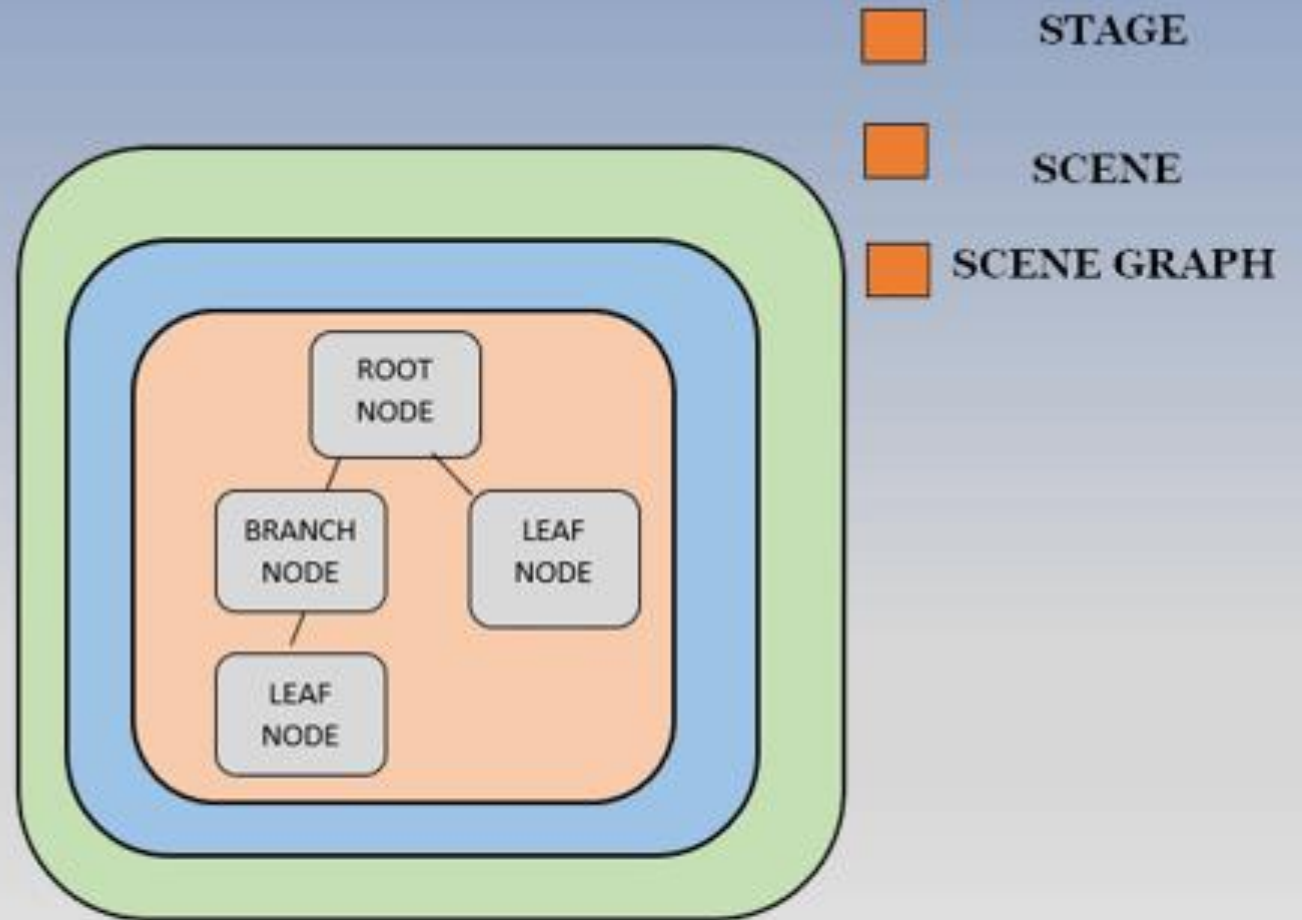 STAGE
SCENE
SCENE GRAPH
ROOT
NODE
BRANCH
NODE
LEAF
NODE
LEAF
NODE